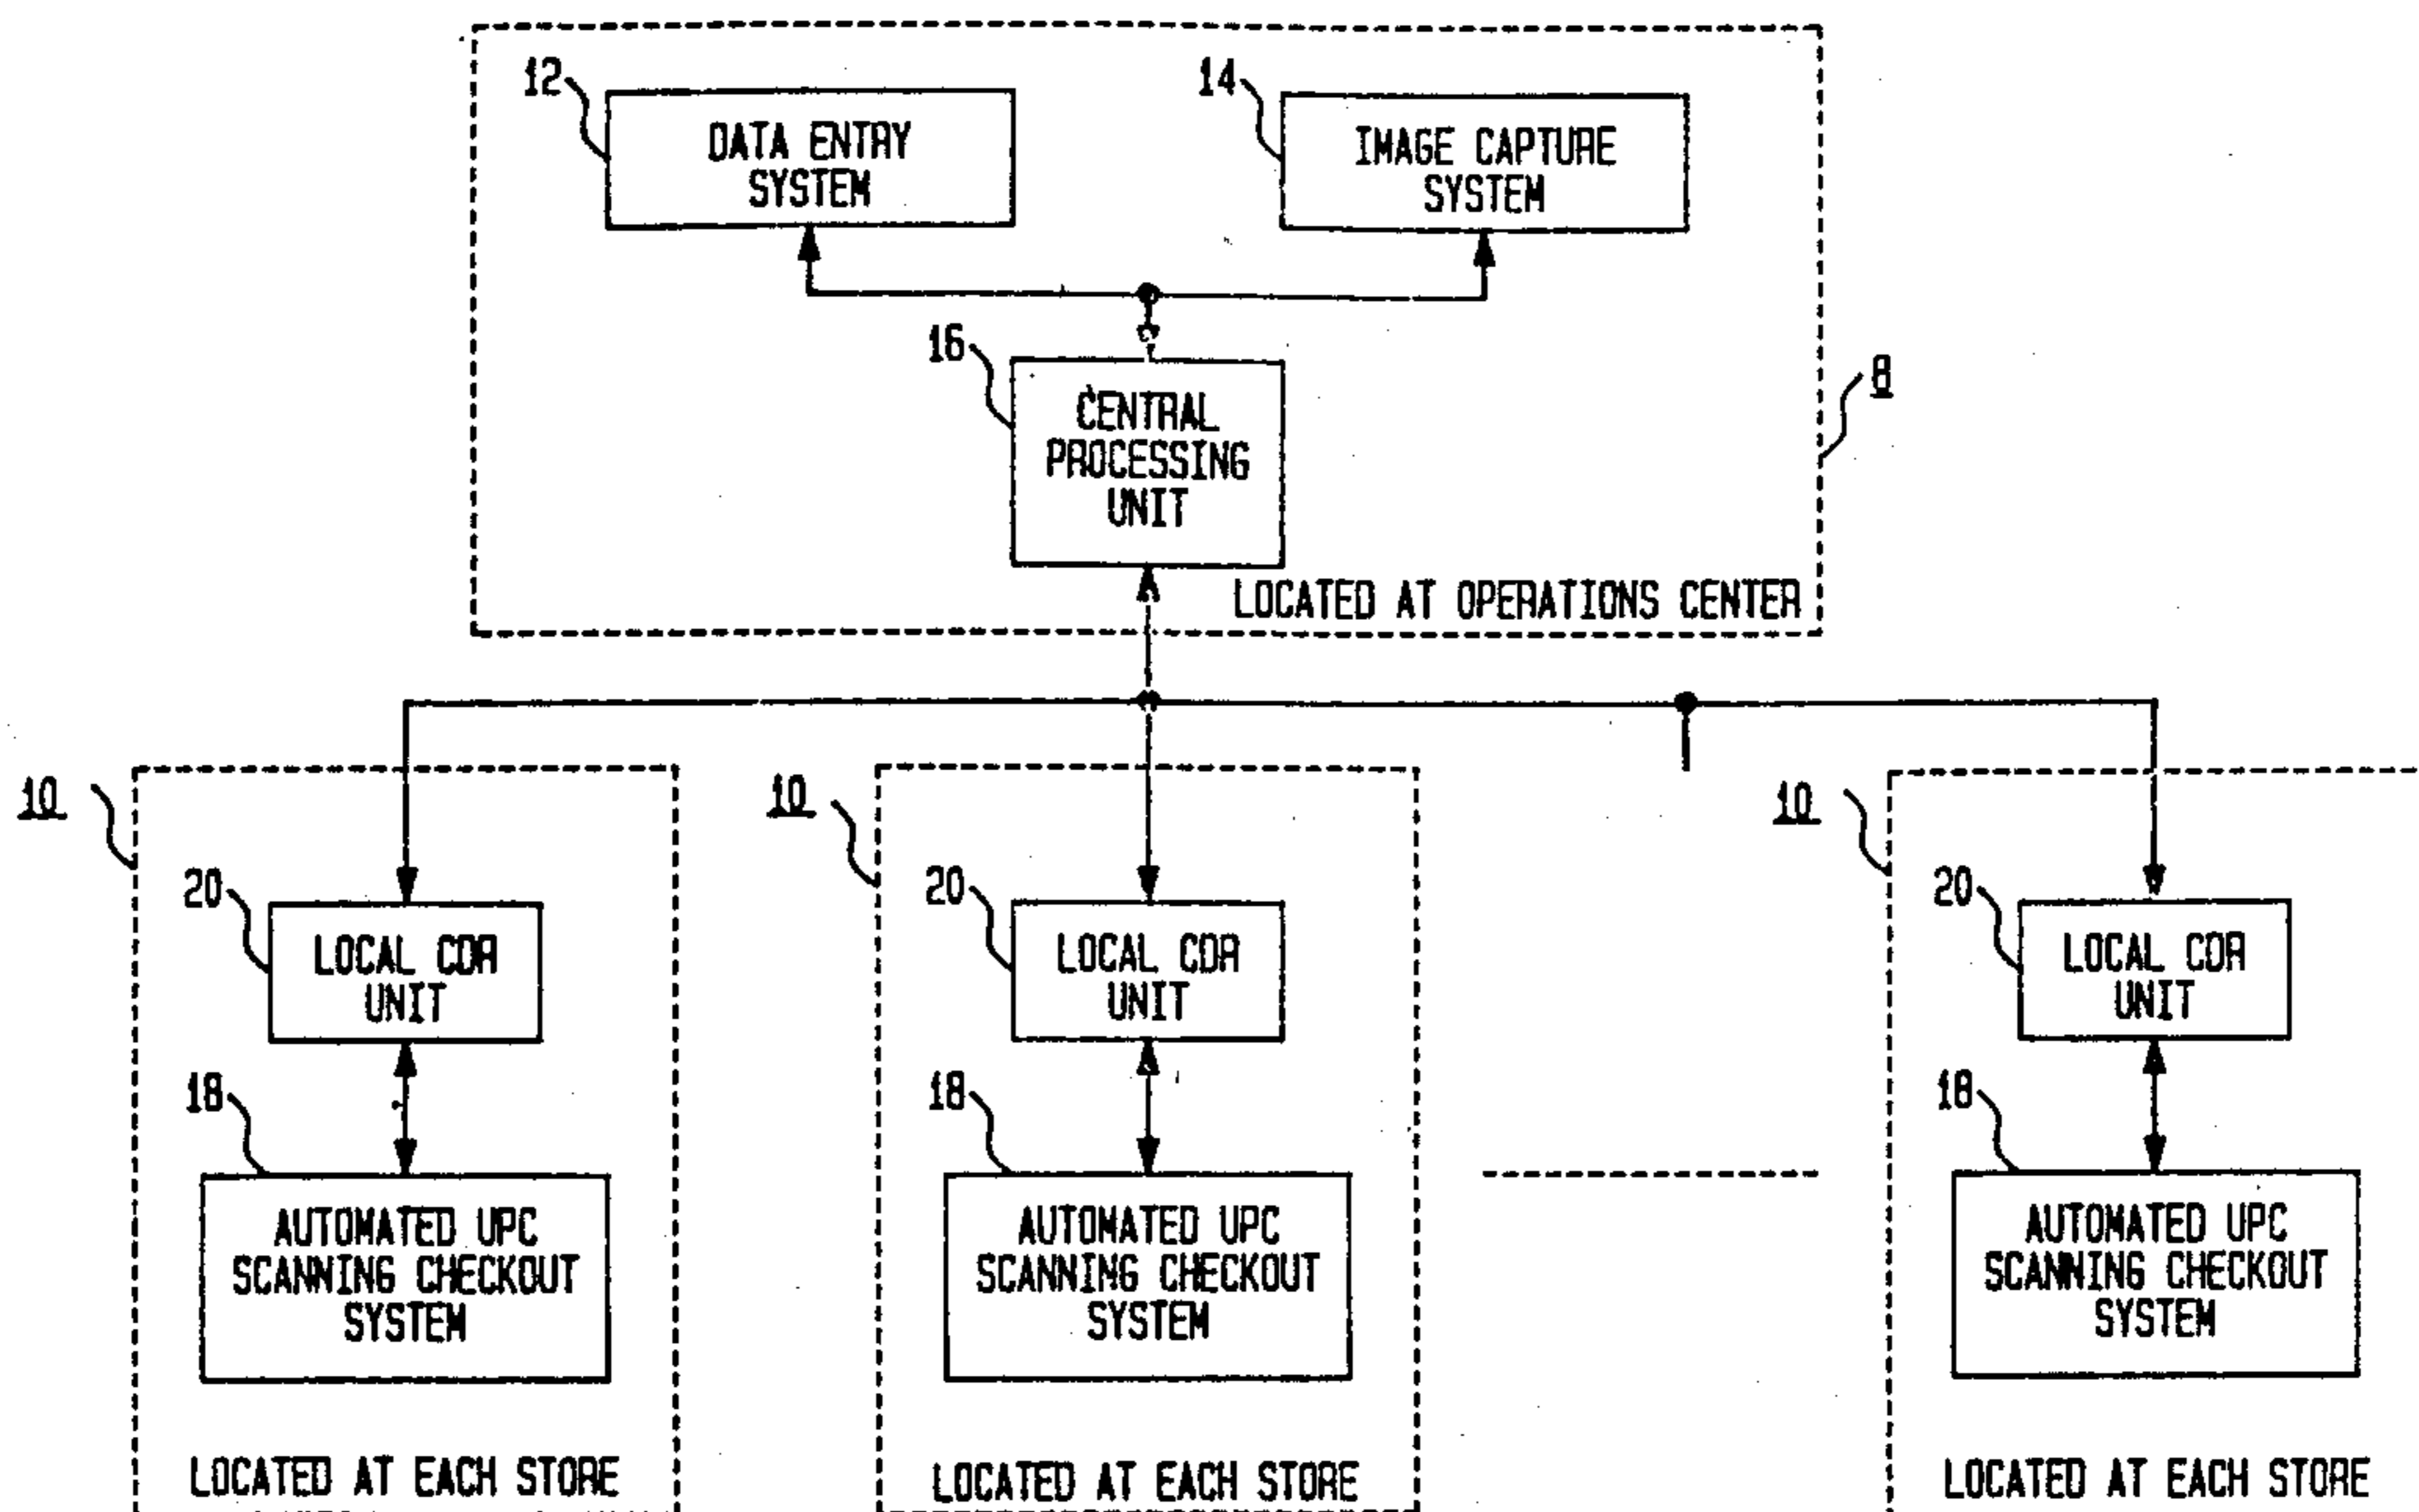 12
DATA ENTRY
SYSTEM
14
IMAGE CAPTURE
SYSTEM
16
CENTRAL
PROCESSING
UNIT
8
LOCATED AT OPERATIONS CENTER
10
20
LOCAL CDR
UNIT
18
AUTOMATED UPC
SCANNING CHECKOUT
SYSTEM
LOCATED AT EACH STORE
10
20
LOCAL CDR
UNIT
18
AUTOMATED UPC
SCANNING CHECKOUT
SYSTEM
LOCATED AT EACH STORE
10
20
LOCAL CDR
UNIT
18
AUTOMATED UPC
SCANNING CHECKOUT
SYSTEM
LOCATED AT EACH STORE